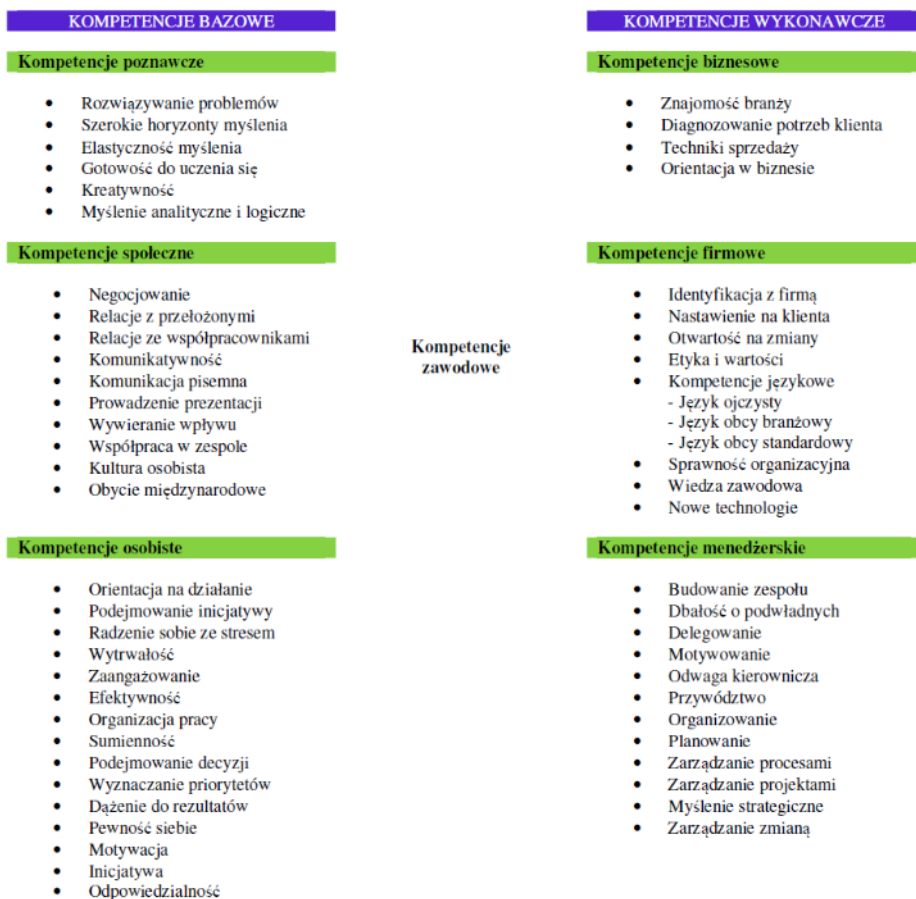 KOMPETENCJE BAZOWE
Kompetencje poznawcze
• Rozwiązywanie problemów
• Szerokie horyzonty myślenia
• Elastyczność myślenia
• Gotowość do uczenia się
• Kreatywność
• Myślenie analityczne i logiczne
Kompetencje społeczne
• Negocjowanie
• Relacje z przełożonymi
• Relacje ze współpracownikami
• Komunikatywność
• Komunikacja pisemna
• Prowadzenie prezentacji
• Wywieranie wpływu
• Współpraca w zespole
• Kultura osobista
• Obycie międzynarodowe
Kompetencje osobiste
• Orientacja na działanie
• Podejmowanie inicjatywy
• Radzenie sobie ze stresem
• Wytrwałość
• Zaangażowanie
• Efektywność
• Organizacja pracy
• Sumienność
• Podejmowanie decyzji
• Wyznaczanie priorytetów
• Dążenie do rezultatów
• Pewność siebie
• Motywacja
• Inicjatywa
• Odpowiedzialność
Kompetencje
zawodowe
KOMPETENCJE WYKONAWCZE
Kompetencje biznesowe
• Znajomość branży
• Diagnozowanie potrzeb klienta
• Techniki sprzedaży
• Orientacja w biznesie
Kompetencje firmowe
• Identyfikacja z firmą
• Nastawienie na klienta
• Otwartość na zmiany
• Etyka i wartości
• Kompetencje językowe
- Język ojczysty
- Język obcy branżowy
- Język obcy standardowy
• Sprawność organizacyjna
• Wiedza zawodowa
• Nowe technologie
Kompetencje menedżerskie
• Budowanie zespołu
• Dbałość o podwładnych
• Delegowanie
• Motywowanie
• Odwaga kierownicza
• Przywództwo
• Organizowanie
• Planowanie
• Zarządzanie procesami
• Zarządzanie projektami
• Myślenie strategiczne
• Zarządzanie zmianą